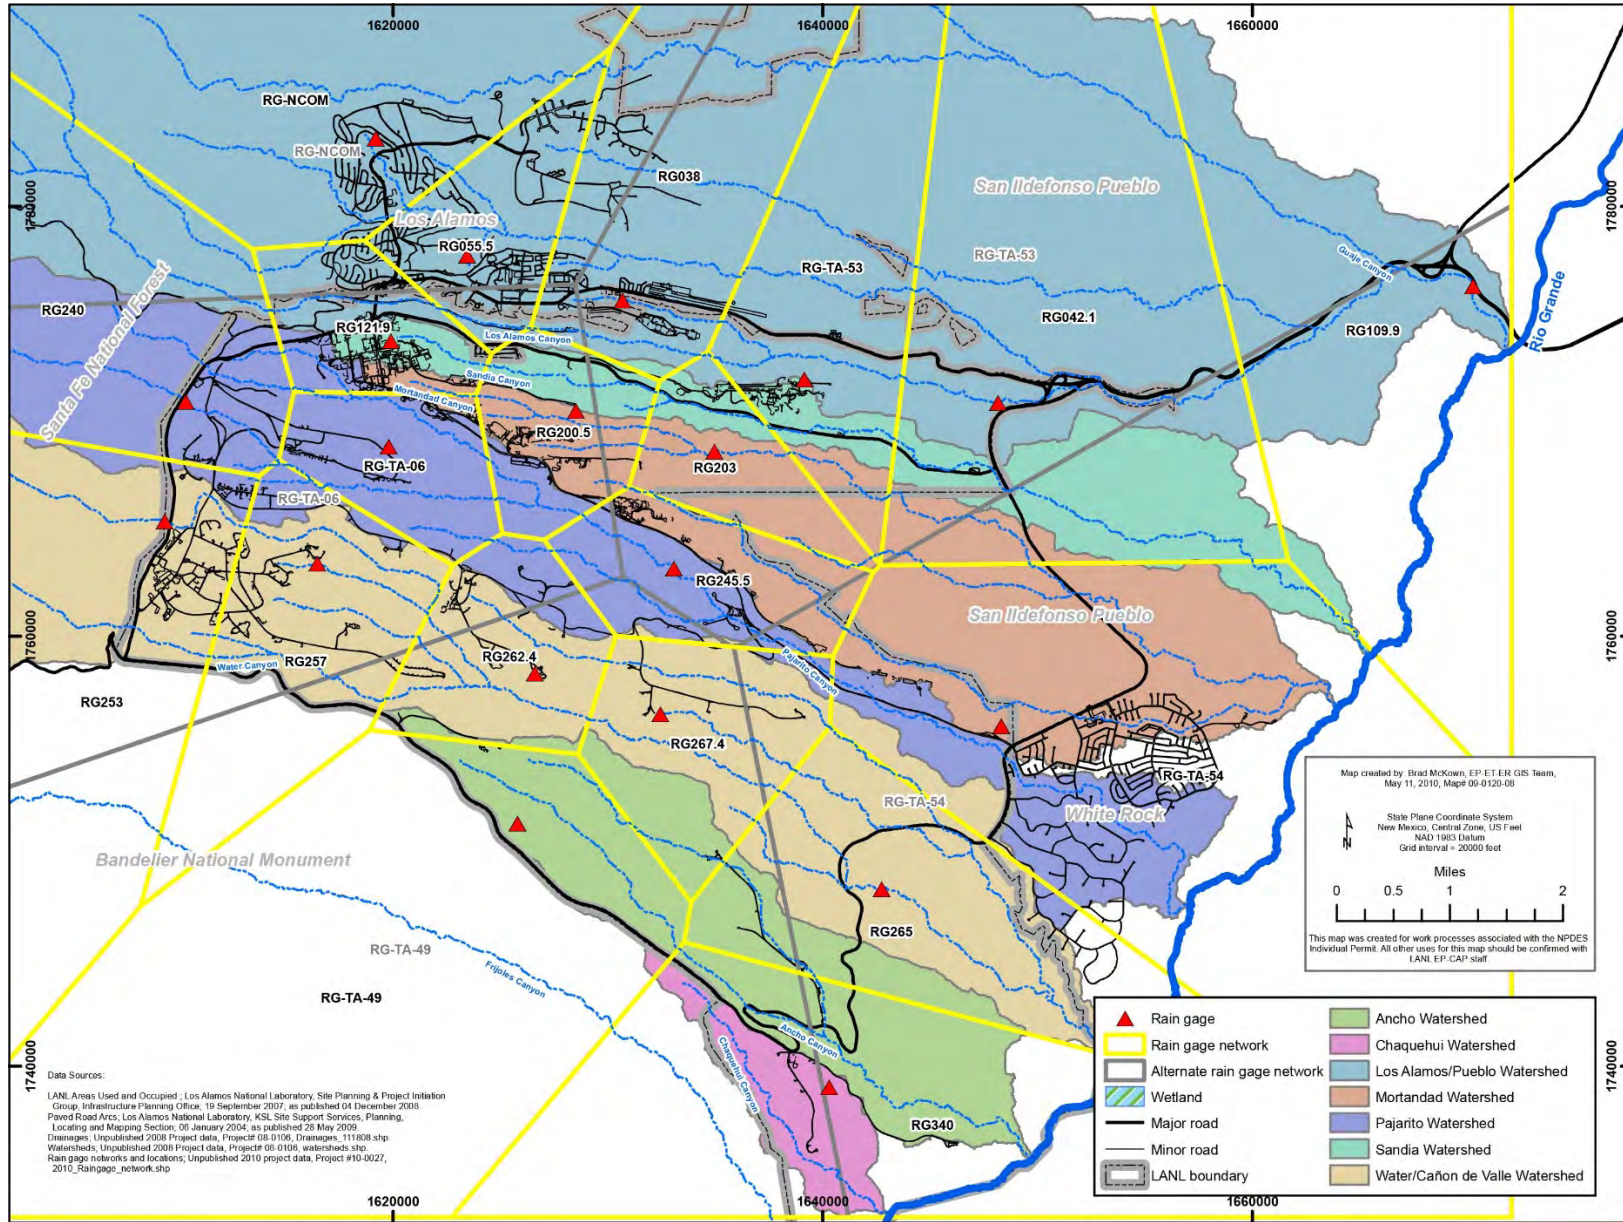 1620000
1640000
1660000
RG-NCOM
RG-NCOM
RG038
San Ildefonso Pueblo
1780000
1780000
Los Alamos
RG055.5
RG-TA-53
RG-TA-53
Guaje Canyon
Santa Fe National Forest
RG240
RG121.9
RG042.1
RG109.9
Rio Grande
Los Alamos Canyon
Sandia Canyon
Mortandad Canyon
RG200.5
RG203
RG-TA-06
RG-TA-06
RG245.5
San Ildefonso Pueblo
1760000
1760000
Water Canyon
RG257
RG262.4
Pajarito Canyon
RG253
RG267.4
RG-TA-54
RG-TA-54
White Rock
Bandelier National Monument
RG265
RG-TA-49
Frijoles Canyon
RG-TA-49
Ancho Canyon
Chaquehui Canyon
1740000
1740000
RG340
Map created by: Brad McKown, EP-ET-ER GIS Team,
May 11, 2010, Map# 09-0120-06
N
State Plane Coordinate System
New Mexico, Central Zone, US Feet
NAD 1983 Datum
Grid interval = 20000 feet
Miles
0 0.5 1 2
This map was created for work processes associated with the NPDES
Individual Permit. All other uses for this map should be confirmed with
LANL EP-CAP staff.
Rain gage
Rain gage network
Alternate rain gage network
Wetland
Major road
Minor road
LANL boundary
Ancho Watershed
Chaquehui Watershed
Los Alamos/Pueblo Watershed
Mortandad Watershed
Pajarito Watershed
Sandia Watershed
Water/Cañon de Valle Watershed
Data Sources:
LANL Areas Used and Occupied ; Los Alamos National Laboratory, Site Planning & Project Initiation
Group, Infrastructure Planning Office; 19 September 2007, as published 04 December 2008.
Paved Road Arcs; Los Alamos National Laboratory, KSL Site Support Services, Planning,
Locating and Mapping Section; 06 January 2004; as published 28 May 2009.
Drainages; Unpublished 2008 Project data, Project# 08-0106, Drainages_111808.shp.
Watersheds; Unpublished 2008 Project data, Project# 08-0106, watersheds.shp.
Rain gage networks and locations; Unpublished 2010 project data, Project #10-0027,
2010_Raingage_network.shp
1620000
1640000
1660000